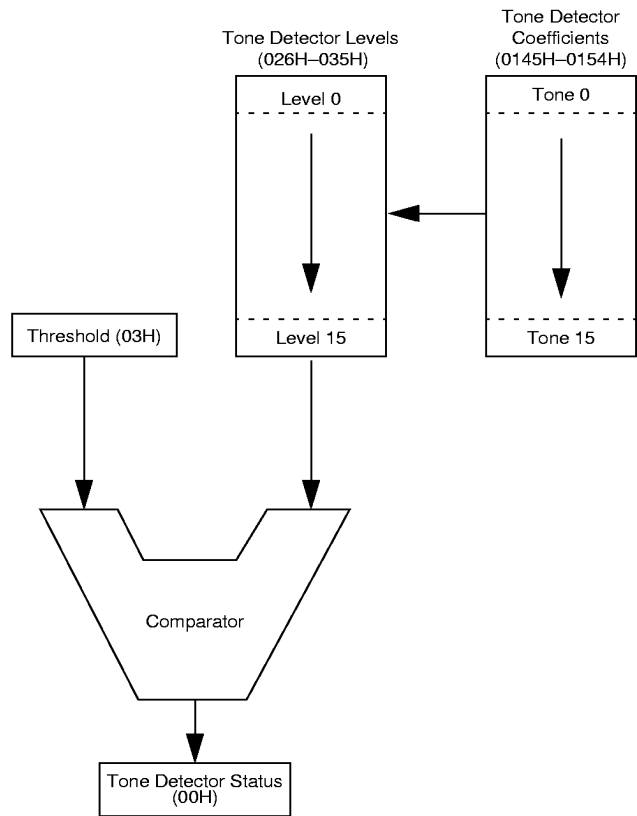 Tone Detector Levels
(026H–035H)
Tone Detector
Coefficients
(0145H–0154H)
Level 0
Tone 0
Threshold (03H)
Level 15
Tone 15
Comparator
Tone Detector Status
(00H)